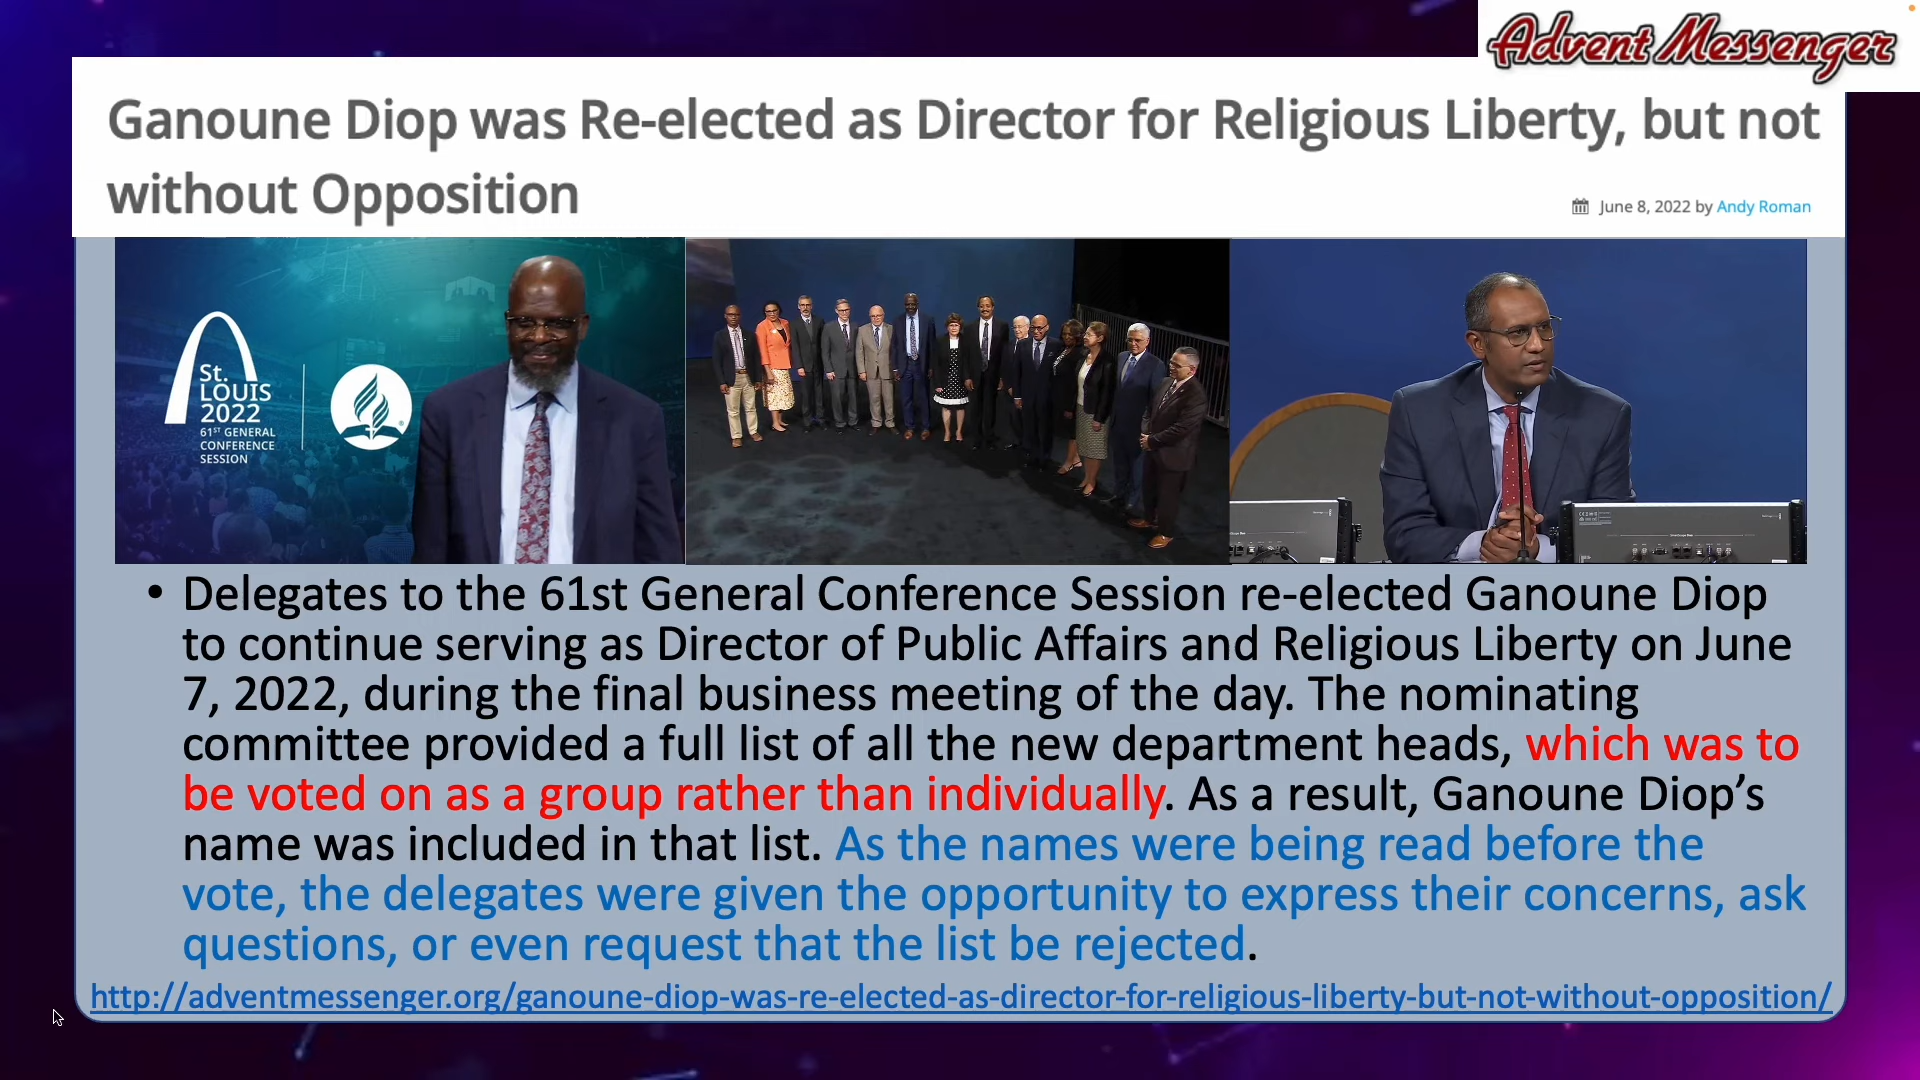 Advent Messenger
Ganoune Diop was Re-elected as Director for Religious Liberty, but not
without Opposition
June 8, 2022 by Andy Roman
St.
LOUIS
2022
61ST GENERAL
CONFERENCE
SESSION
• Delegates to the 61st General Conference Session re-elected Ganoune Diop
to continue serving as Director of Public Affairs and Religious Liberty on June
7, 2022, during the final business meeting of the day. The nominating
committee provided a full list of all the new department heads, which was to
be voted on as a group rather than individually. As a result, Ganoune Diop’s
name was included in that list. As the names were being read before the
vote, the delegates were given the opportunity to express their concerns, ask
questions, or even request that the list be rejected.
http://adventmessenger.org/ganoune-diop-was-re-elected-as-director-for-religious-liberty-but-not-without-opposition/